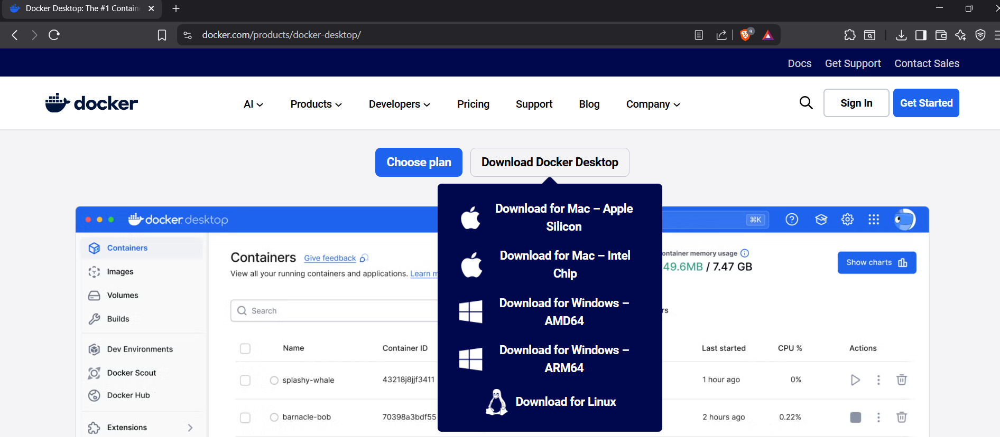 Docker Desktop: The #1 Contain
docker.com/products/docker-desktop/
9
Docs Get Support Contact Sales
docker
AI Products Developers Pricing Support Blog Company
Sign In Get Started
Choose plan Download Docker Desktop
Download for Mac – Apple
Silicon
Download for Mac – Intel
Chip
Download for Windows –
AMD64
Download for Windows –
ARM64
Download for Linux
docker desktop
⌘K
Containers
Images
Volumes
Builds
Dev Environments
Docker Scout
Docker Hub
Extensions
Containers Give feedback
View all your running containers and applications. Learn m
ontainer memory usage
49.6MB / 7.47 GB
Show charts
Search
rs
Name Container ID Last started CPU % Actions
splashy-whale 43218j8jjf3411 1 hour ago 0%
barnacle-bob 70398a3bdf55 2 hours ago 0.22%